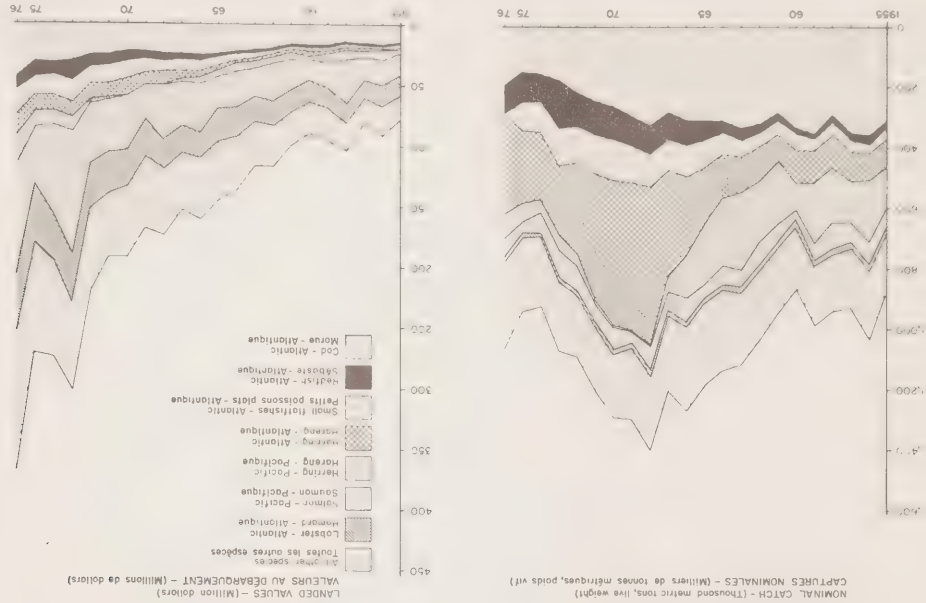 NOMINAL CATCH - (Thousand metric tons, live weight)
CAPTURES NOMINALES - (Milliers de tonnes métriques, poids vif)
0
1955 60 65 70 75 76
LANDED VALUES - (Million dollars)
VALEURS AU DÉBARQUEMENT - (Millions de dollars)
450
400
350
300
200
50
65 70 75 76
All other species
Toutes les autres espèces
Lobster - Atlantic
Homard - Atlantique
Salmon - Pacific
Saumon - Pacifique
Herring - Pacific
Hareng - Pacifique
Herring - Atlantic
Hareng - Atlantique
Small flatfishes - Atlantic
Petits poissons plats - Atlantique
Redfish - Atlantic
Sébaste - Atlantique
Cod - Atlantic
Morue - Atlantique